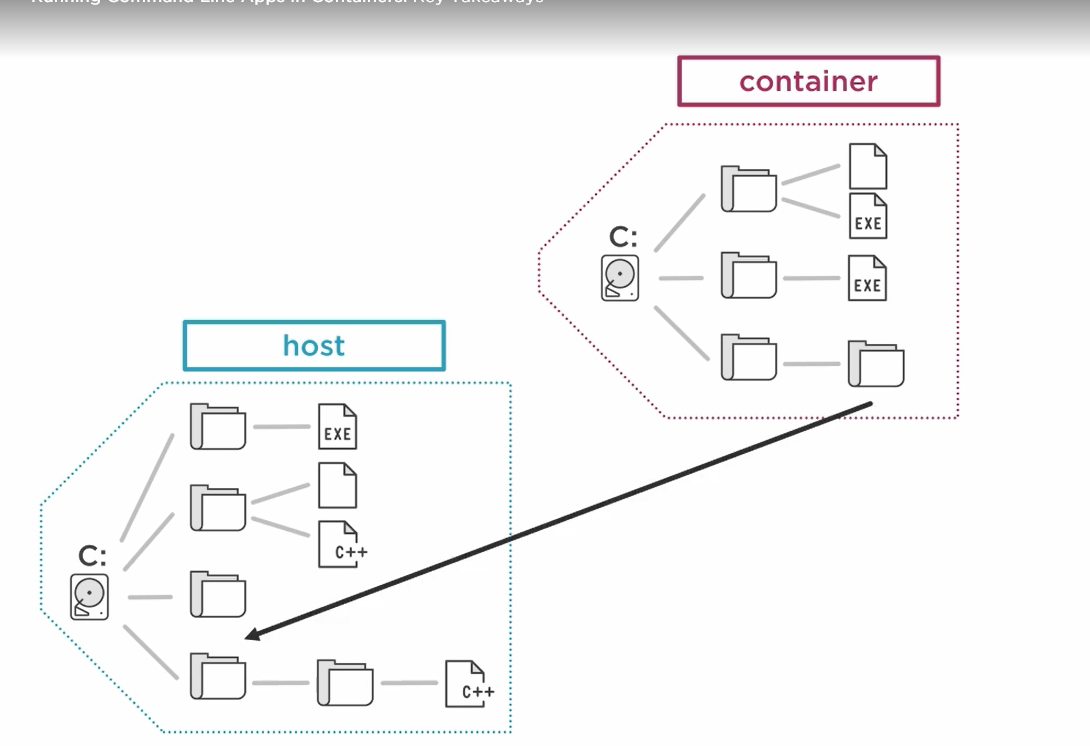 Running Command Line Apps in Containers: Key Takeaways
container
EXE
C:
EXE
host
EXE
C++
C:
C++